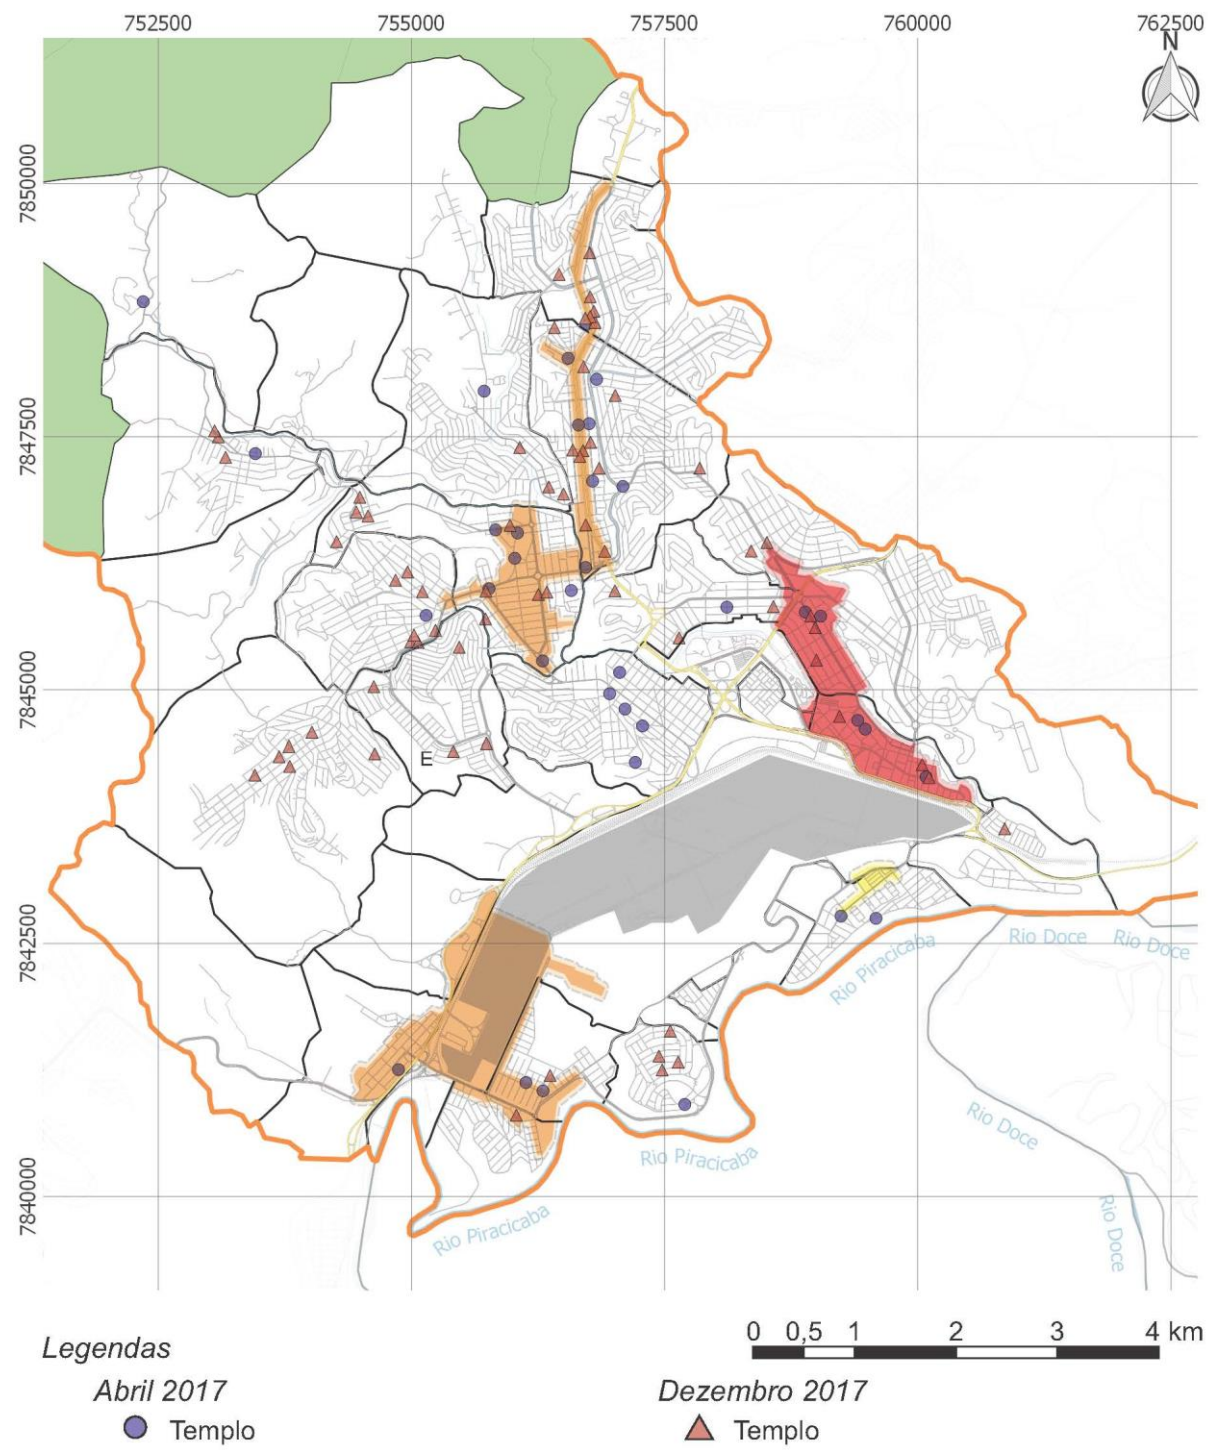 752500 755000 757500 760000 762500
N
7850000
7847500
7845000
E
7842500
Rio Doce Rio Doce
Rio Piracicaba
Rio Doce
Rio Piracicaba
7840000
Rio Doce
Rio Piracicaba
0 0,5 1 2 3 4 km
Legendas
Abril 2017 Dezembro 2017
Templo Templo